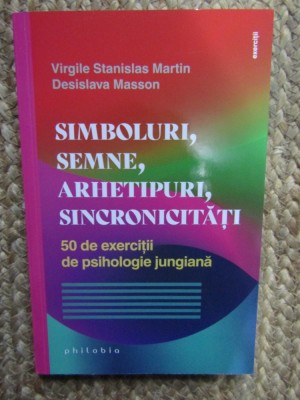 exerciții
Virgile Stanislas Martin
Desislava Masson
SIMBOLURI,
SEMNE,
ARHETIPURI,
SINCRONICITĂȚI
50 de exerciții
de psihologie jungiană
philobia